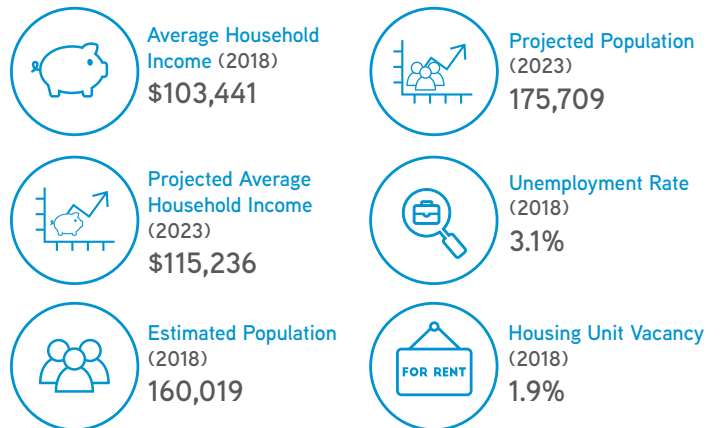 Average Household
Income (2018)
$103,441
Projected Population
(2023)
175,709
Projected Average
Household Income
(2023)
$115,236
Unemployment Rate
(2018)
3.1%
Estimated Population
(2018)
160,019
FOR RENT
Housing Unit Vacancy
(2018)
1.9%